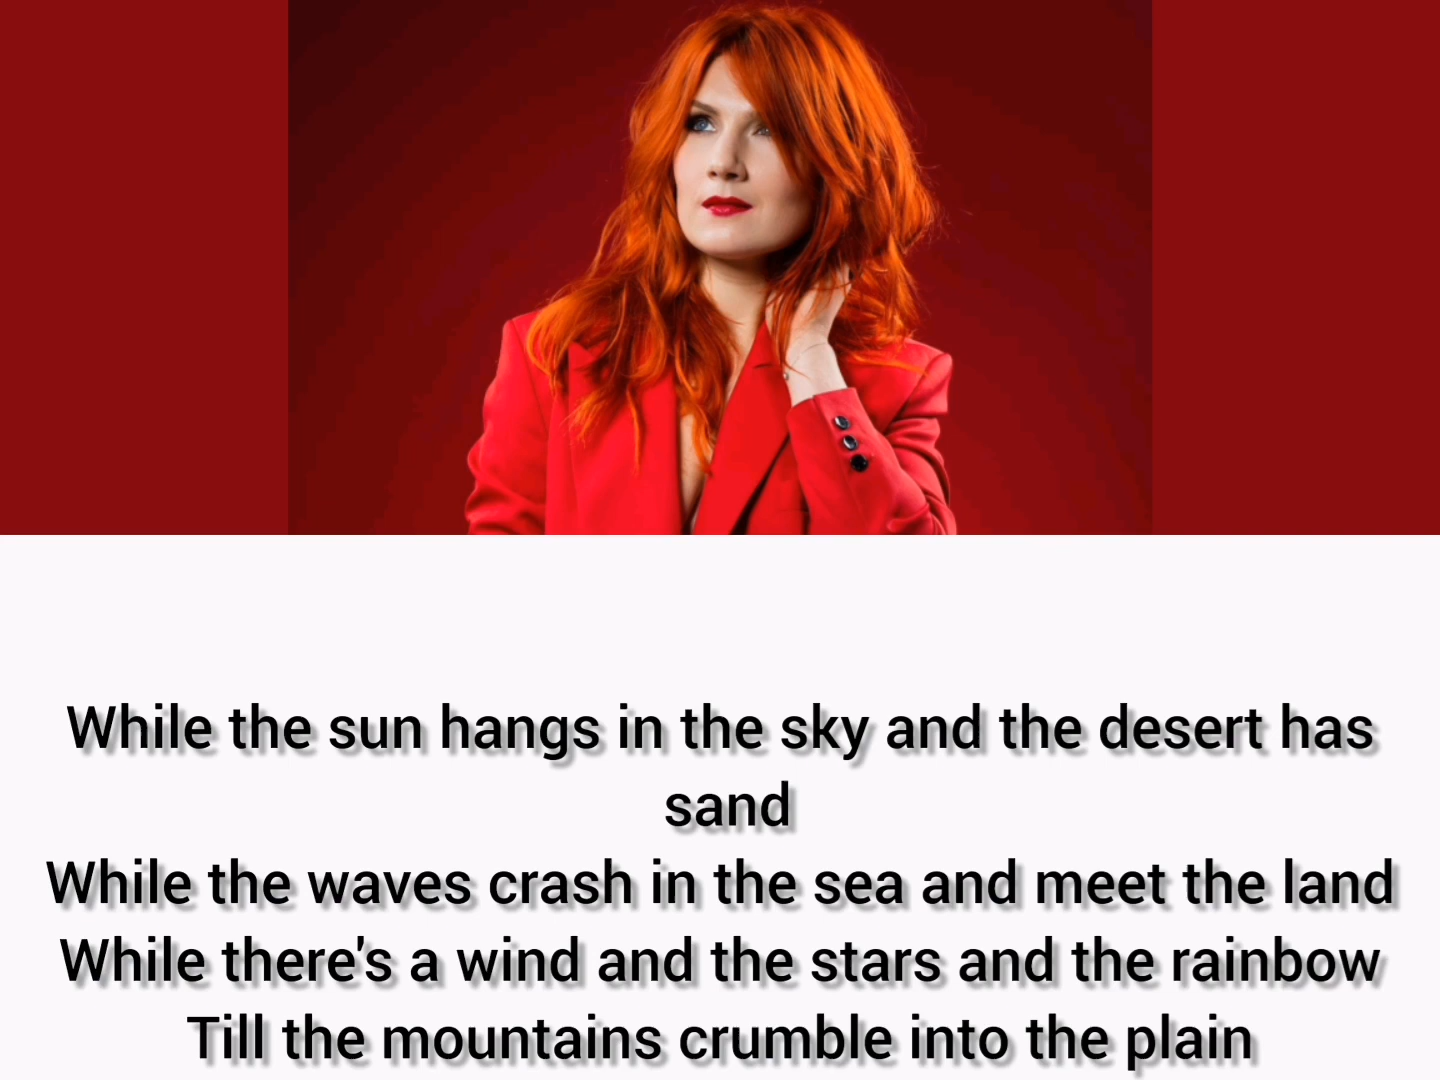 While the sun hangs in the sky and the desert has
sand
While the waves crash in the sea and meet the land
While there's a wind and the stars and the rainbow
Till the mountains crumble into the plain